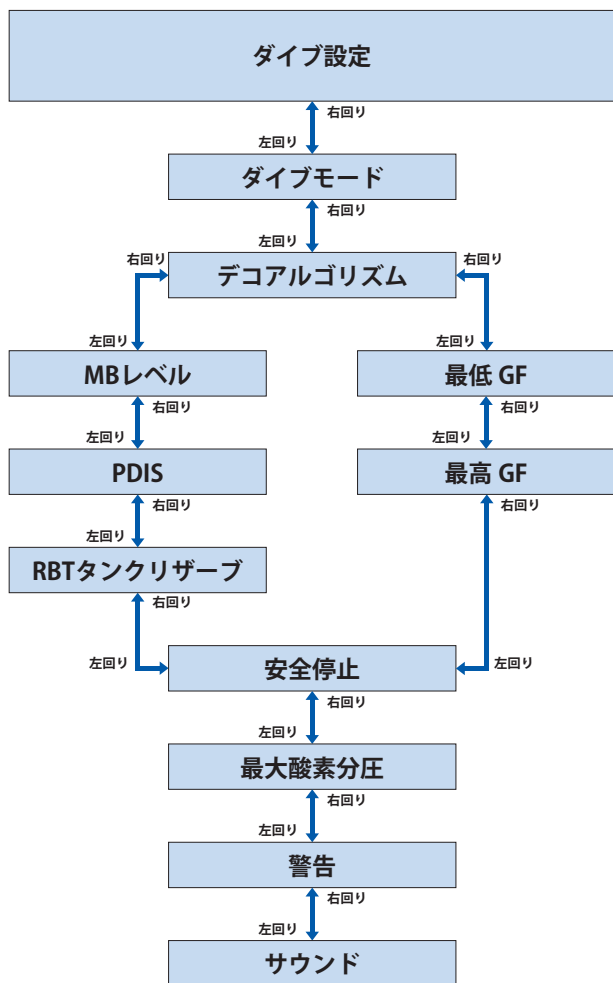 ダイブ設定
右回り
左回り
ダイブモード
右回り
左回り
右回り
デコアルゴリズム
右回り
左回り
左回り
MBレベル
最低 GF
右回り
右回り
左回り
左回り
PDIS
最高 GF
右回り
右回り
左回り
RBTタンクリザーブ
右回り
左回り
安全停止
左回り
右回り
左回り
最大酸素分圧
右回り
左回り
警告
右回り
左回り
サウンド